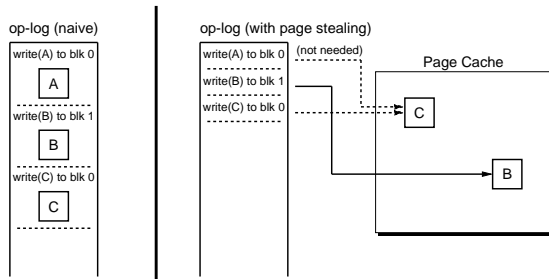 op-log (naive)
write(A) to blk 0
A
write(B) to blk 1
B
write(C) to blk 0
C
op-log (with page stealing)
write(A) to blk 0
(not needed)
write(B) to blk 1
write(C) to blk 0
Page Cache
C
B